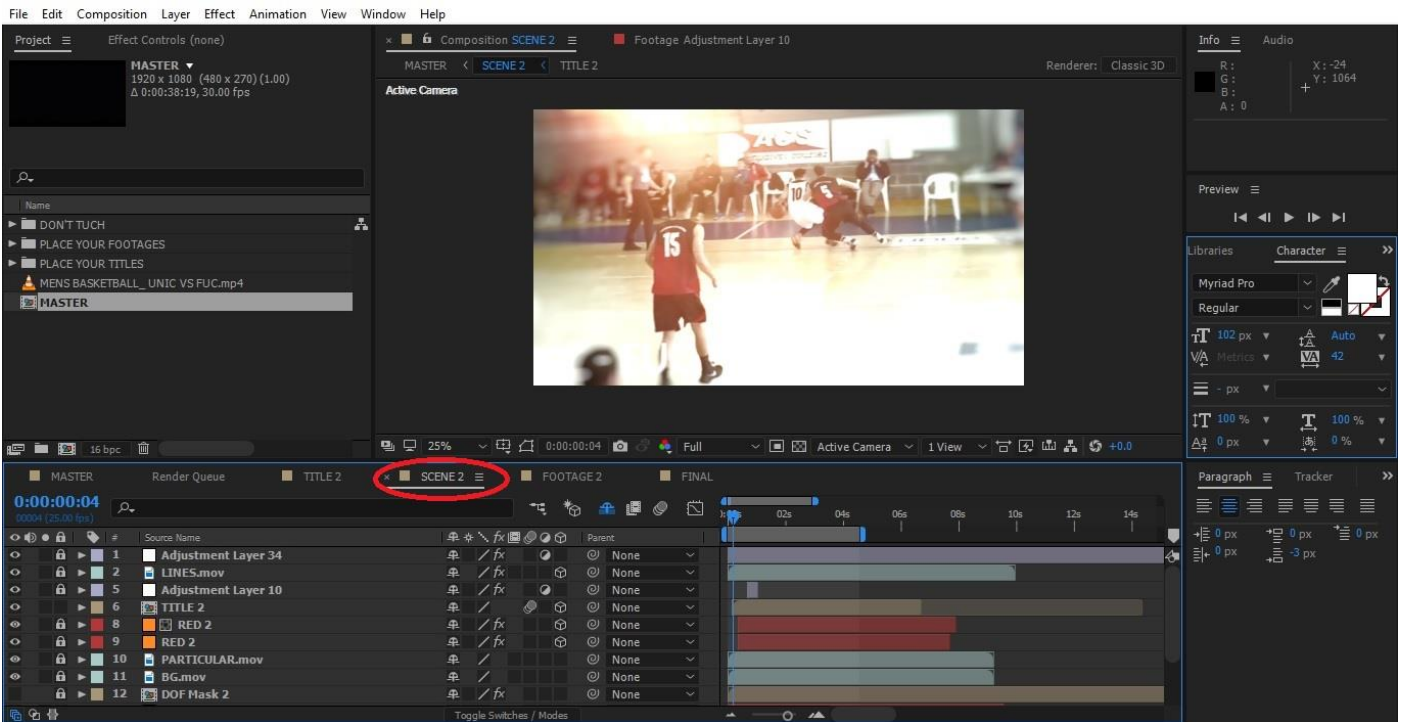 File Edit Composition Layer Effect Animation View Window Help
Project Effect Controls (none)
MASTER
1920 x 1080 (480 x 270) (1.00)
Δ 0:00:38:19, 30.00 fps
Name
DON'T TUCH
PLACE YOUR FOOTAGES
PLACE YOUR TITLES
MENS BASKETBALL_ UNIC VS FUC.mp4
MASTER
16 bpc
Composition SCENE 2 Footage Adjustment Layer 10
MASTER SCENE 2 TITLE 2 Renderer: Classic 3D
Active Camera
15
10
5
25% 0:00:00:04 Full Active Camera 1 View +0.0
Info Audio
R: X: -24
G: Y: 1064
B:
A: 0
Preview
Libraries Character
Myriad Pro
Regular
102 px Auto
Metrics 42
- px
100 % 100 %
0 px 0 %
MASTER Render Queue TITLE 2 SCENE 2 FOOTAGE 2 FINAL
0:00:00:04
00004 (25.00 fps)
02s 04s 06s 08s 10s 12s 14s
# Source Name Parent
1 Adjustment Layer 34 fx None
2 LINES.mov fx None
5 Adjustment Layer 10 fx None
6 TITLE 2 None
8 RED 2 fx None
9 RED 2 fx None
10 PARTICULAR.mov None
11 BG.mov None
12 DOF Mask 2 fx None
Toggle Switches / Modes
Paragraph Tracker
0 px 0 px 0 px
0 px -3 px